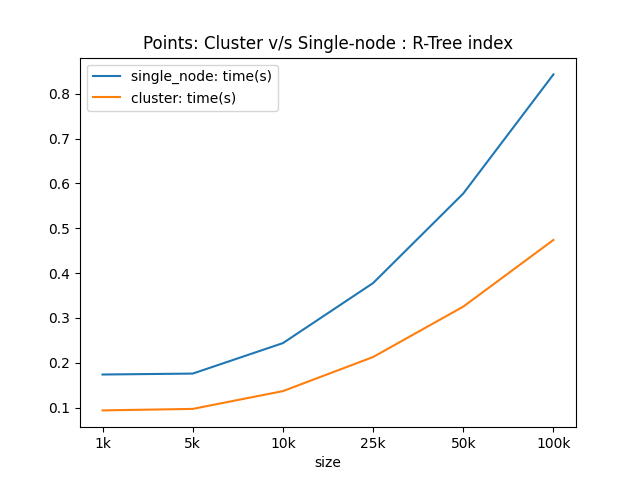 Points: Cluster v/s Single-node : R-Tree index
single_node: time(s)
cluster: time(s)
0.8
0.7
0.6
0.5
0.4
0.3
0.2
0.1
1k 5k 10k 25k 50k 100k
size